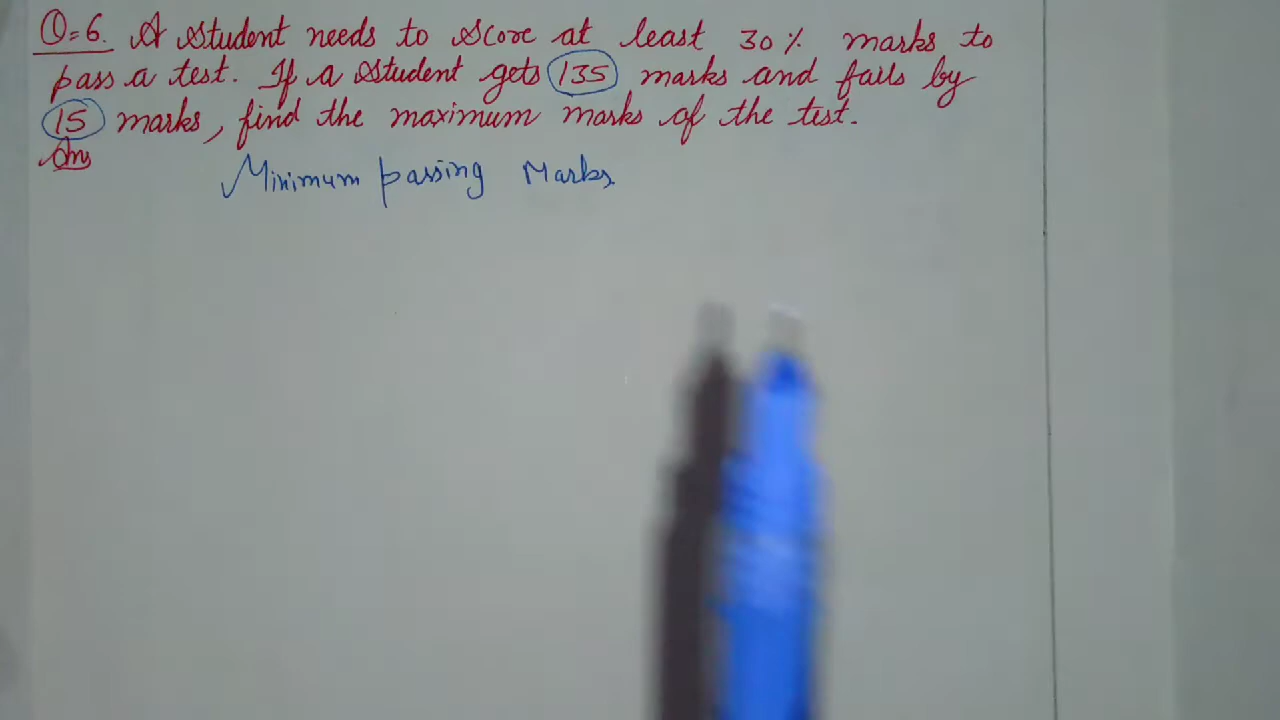 Q=6. A student needs to score at least 30% marks to
pass a test. If a student gets 135 marks and fails by
15 marks, find the maximum marks of the test.
Ans
Minimum passing Marks